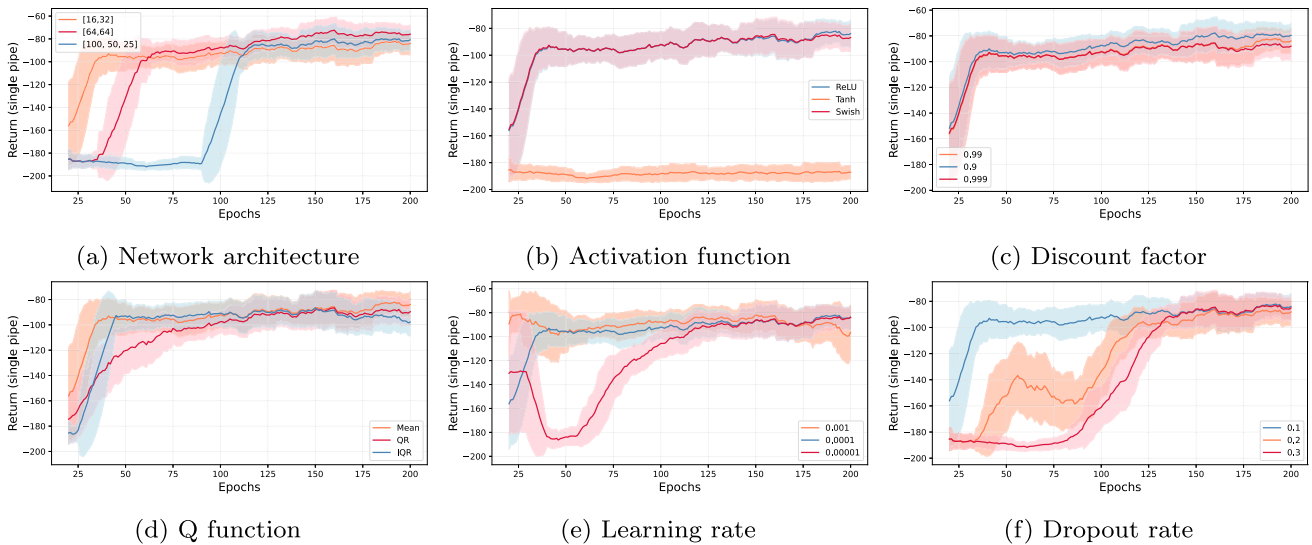 [16,32]
[64,64]
[100, 50, 25]
Return (single pipe)
−80
−100
−120
−140
−160
−180
−200
25 50 75 100 125 150 175 200
Epochs
(a) Network architecture
ReLU
Tanh
Swish
Return (single pipe)
−80
−100
−120
−140
−160
−180
−200
25 50 75 100 125 150 175 200
Epochs
(b) Activation function
0,99
0,9
0,999
Return (single pipe)
−80
−100
−120
−140
−160
−180
−200
25 50 75 100 125 150 175 200
Epochs
(c) Discount factor
Mean
QR
IQR
Return (single pipe)
−80
−100
−120
−140
−160
−180
−200
25 50 75 100 125 150 175 200
Epochs
(d) Q function
0.001
0.0001
0.00001
Return (single pipe)
−60
−80
−100
−120
−140
−160
−180
−200
25 50 75 100 125 150 175 200
Epochs
(e) Learning rate
0.1
0.2
0.3
Return (single pipe)
−80
−100
−120
−140
−160
−180
−200
25 50 75 100 125 150 175 200
Epochs
(f) Dropout rate